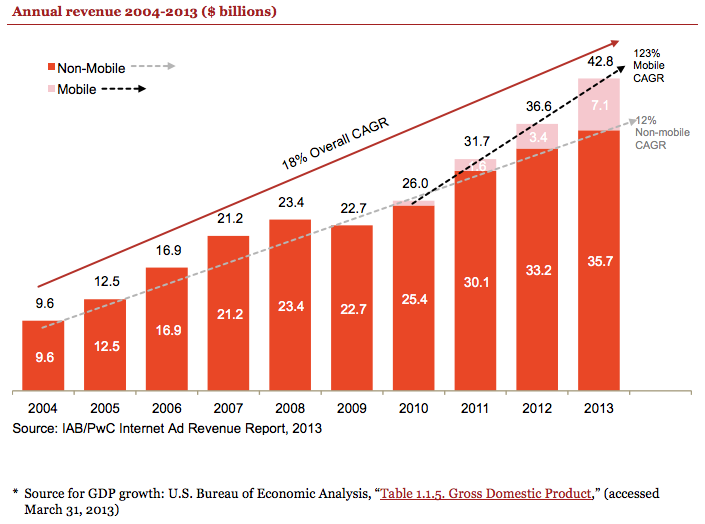 Annual revenue 2004-2013 ($ billions)
Non-Mobile
Mobile
18% Overall CAGR
123%
Mobile
CAGR
12%
Non-mobile
CAGR
9.6
12.5
16.9
21.2
23.4
22.7
26.0
31.7
36.6
42.8
1.6
3.4
7.1
9.6
12.5
16.9
21.2
23.4
22.7
25.4
30.1
33.2
35.7
2004 2005 2006 2007 2008 2009 2010 2011 2012 2013
Source: IAB/PwC Internet Ad Revenue Report, 2013
* Source for GDP growth: U.S. Bureau of Economic Analysis, “Table 1.1.5. Gross Domestic Product,” (accessed
March 31, 2013)